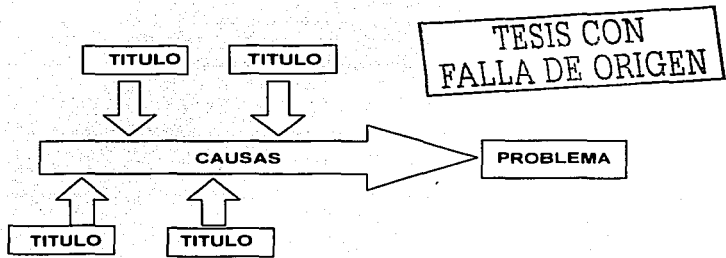 TESIS CON
FALLA DE ORIGEN
TITULO
TITULO
CAUSAS
PROBLEMA
TITULO
TITULO